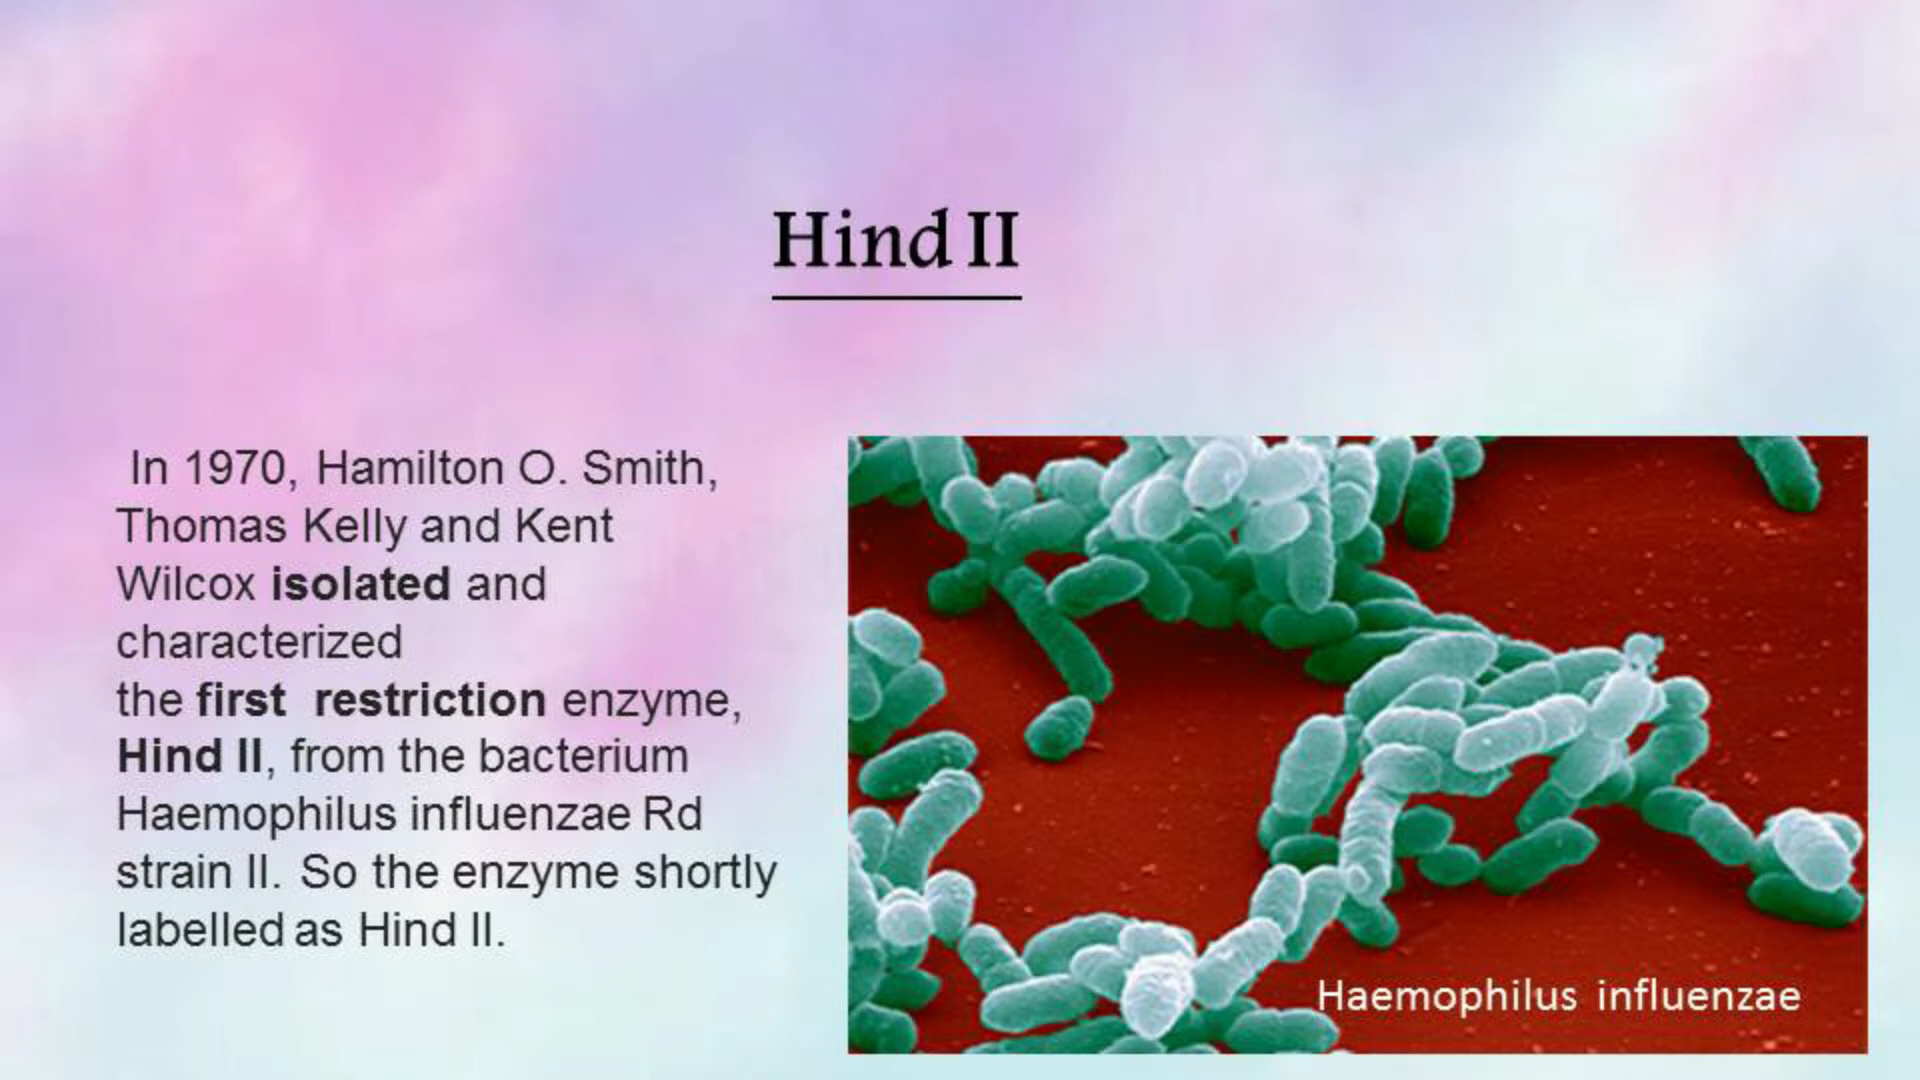 Hind II
In 1970, Hamilton O. Smith,
Thomas Kelly and Kent
Wilcox isolated and
characterized
the first restriction enzyme,
Hind II, from the bacterium
Haemophilus influenzae Rd
strain II. So the enzyme shortly
labelled as Hind II.
Haemophilus influenzae